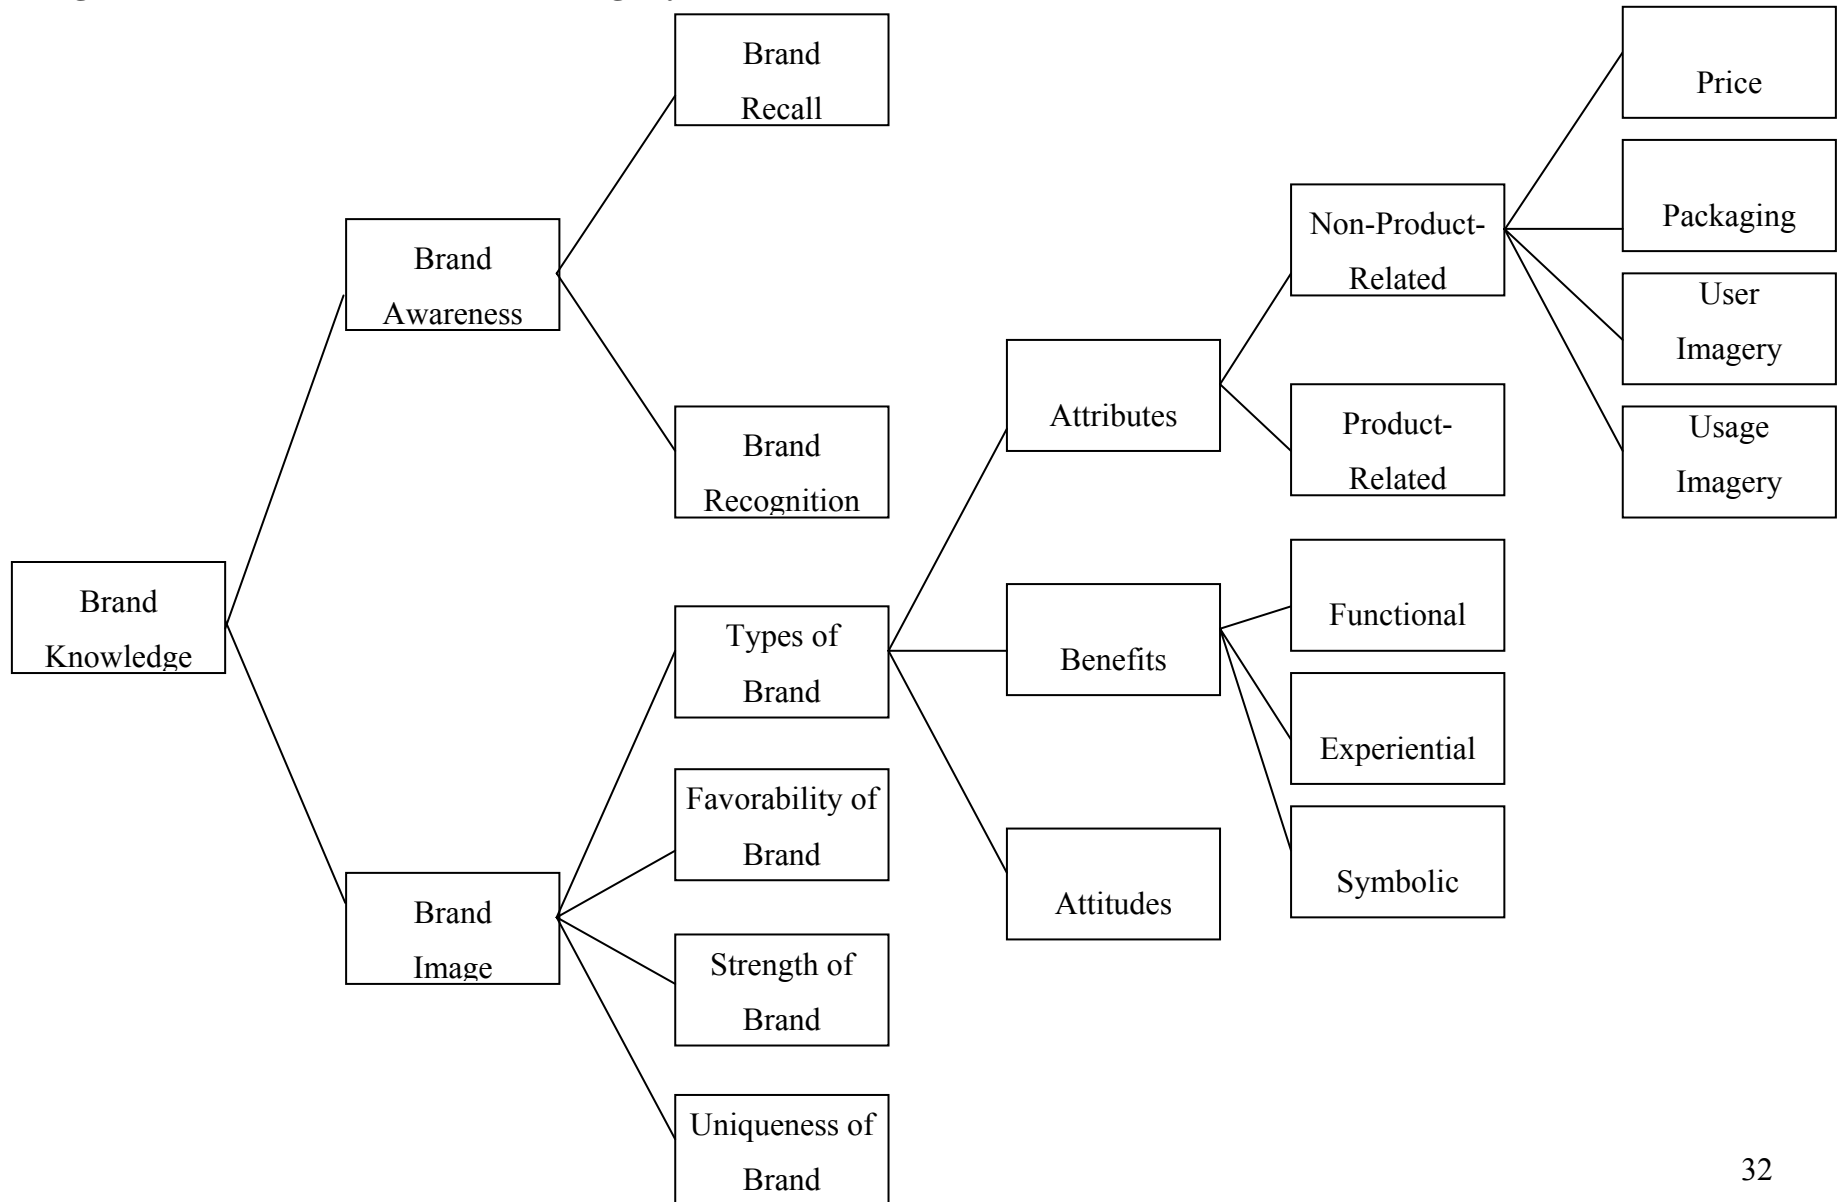 Brand
Recall
Brand
Awareness
Brand
Recognition
Brand
Knowledge
Brand
Image
Types of
Brand
Favorability of
Brand
Strength of
Brand
Uniqueness of
Brand
Attributes
Benefits
Attitudes
Non-Product-
Related
Product-
Related
Functional
Experiential
Symbolic
Price
Packaging
User
Imagery
Usage
Imagery
32